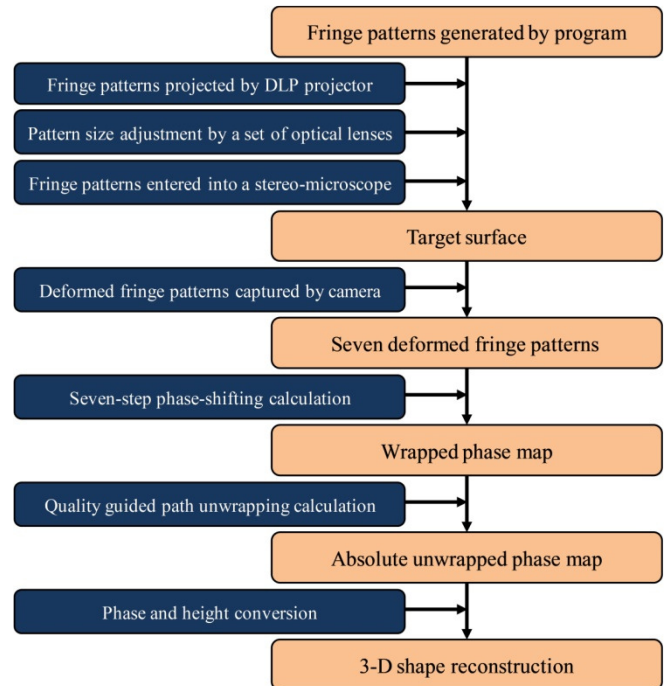 Fringe patterns generated by program
Fringe patterns projected by DLP projector
Pattern size adjustment by a set of optical lenses
Fringe patterns entered into a stereo-microscope
Target surface
Deformed fringe patterns captured by camera
Seven deformed fringe patterns
Seven-step phase-shifting calculation
Wrapped phase map
Quality guided path unwrapping calculation
Absolute unwrapped phase map
Phase and height conversion
3-D shape reconstruction